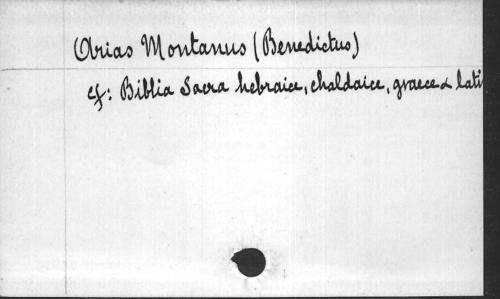 Arias Montanus (Benedictus)
cf: Biblia Sacra hebraice, chaldaice, graece & lati